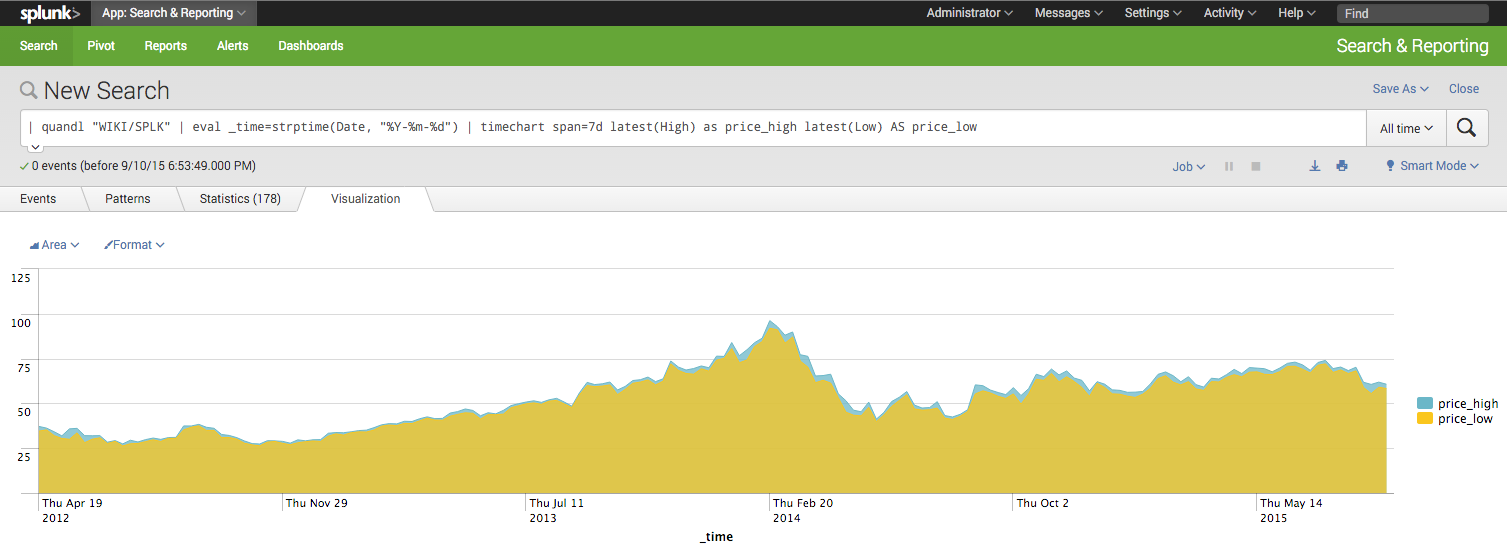 splunk> App: Search & Reporting Administrator Messages Settings Activity Help Find
Search Pivot Reports Alerts Dashboards Search & Reporting
New Search Save As Close
| quandl "WIKI/SPLK" | eval _time=strptime(Date, "%Y-%m-%d") | timechart span=7d latest(High) as price_high latest(Low) AS price_low All time
0 events (before 9/10/15 6:53:49.000 PM) Job Smart Mode
Events Patterns Statistics (178) Visualization
Area Format
125
100
75
50
25
price_high
price_low
Thu Apr 19 Thu Nov 29 Thu Jul 11 Thu Feb 20 Thu Oct 2 Thu May 14
2012 2013 2014 2015
_time